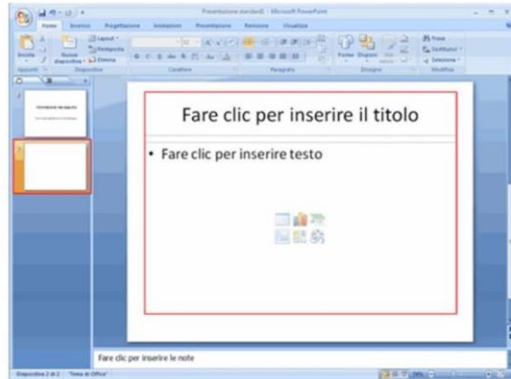 Presentazione standard1 - Microsoft PowerPoint
Home Inserisci Progettazione Animazioni Presentazione Revisione Visualizza
Layout
Trova
Incolla Nuova diapositiva Reimposta
Forme Disponi
Sostituisci
Elimina
Seleziona
Appunti Diapositive Carattere Paragrafo Disegno Modifica
Fare clic per inserire il titolo
• Fare clic per inserire testo
Fare clic per inserire le note
Diapositiva 2 di 2 "Tema di Office"